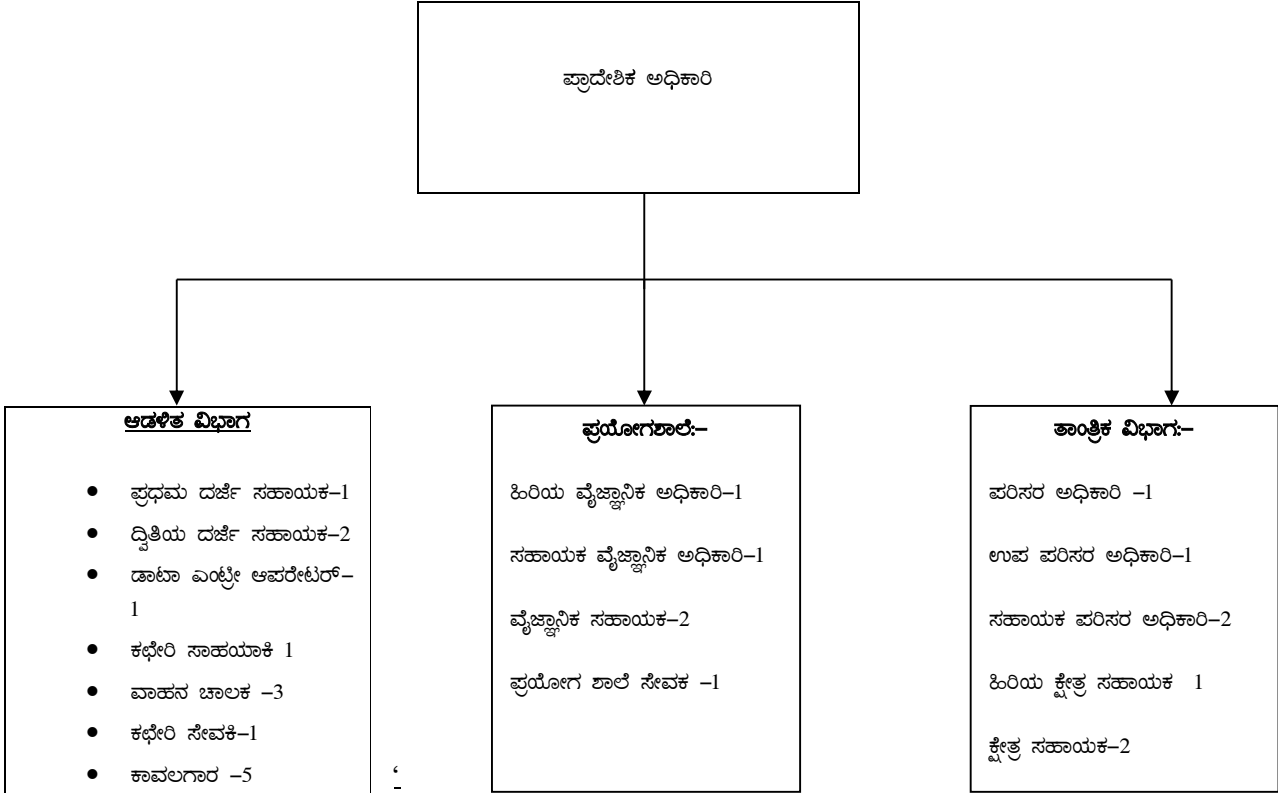 ಪ್ರಾದೇಶಿಕ ಅಧಿಕಾರಿ
ಆಡಳಿತ ವಿಭಾಗ
• ಪ್ರಧಮ ದರ್ಜೆ ಸಹಾಯಕ–1
• ದ್ವಿತಿಯ ದರ್ಜೆ ಸಹಾಯಕ–2
• ಡಾಟಾ ಎಂಟ್ರೀ ಆಪರೇಟರ್–
1
• ಕಛೇರಿ ಸಾಹಯಾಕಿ 1
• ವಾಹನ ಚಾಲಕ –3
• ಕಛೇರಿ ಸೇವಕಿ–1
• ಕಾವಲಗಾರ –5
‘
ಪ್ರಯೋಗಶಾಲೆ:–
ಹಿರಿಯ ವೈಜ್ಞಾನಿಕ ಅಧಿಕಾರಿ–1
ಸಹಾಯಕ ವೈಜ್ಞಾನಿಕ ಅಧಿಕಾರಿ–1
ವೈಜ್ಞಾನಿಕ ಸಹಾಯಕ–2
ಪ್ರಯೋಗ ಶಾಲೆ ಸೇವಕ –1
ತಾಂತ್ರಿಕ ವಿಭಾಗ:–
ಪರಿಸರ ಅಧಿಕಾರಿ –1
ಉಪ ಪರಿಸರ ಅಧಿಕಾರಿ–1
ಸಹಾಯಕ ಪರಿಸರ ಅಧಿಕಾರಿ–2
ಹಿರಿಯ ಕ್ಷೇತ್ರ ಸಹಾಯಕ 1
ಕ್ಷೇತ್ರ ಸಹಾಯಕ–2